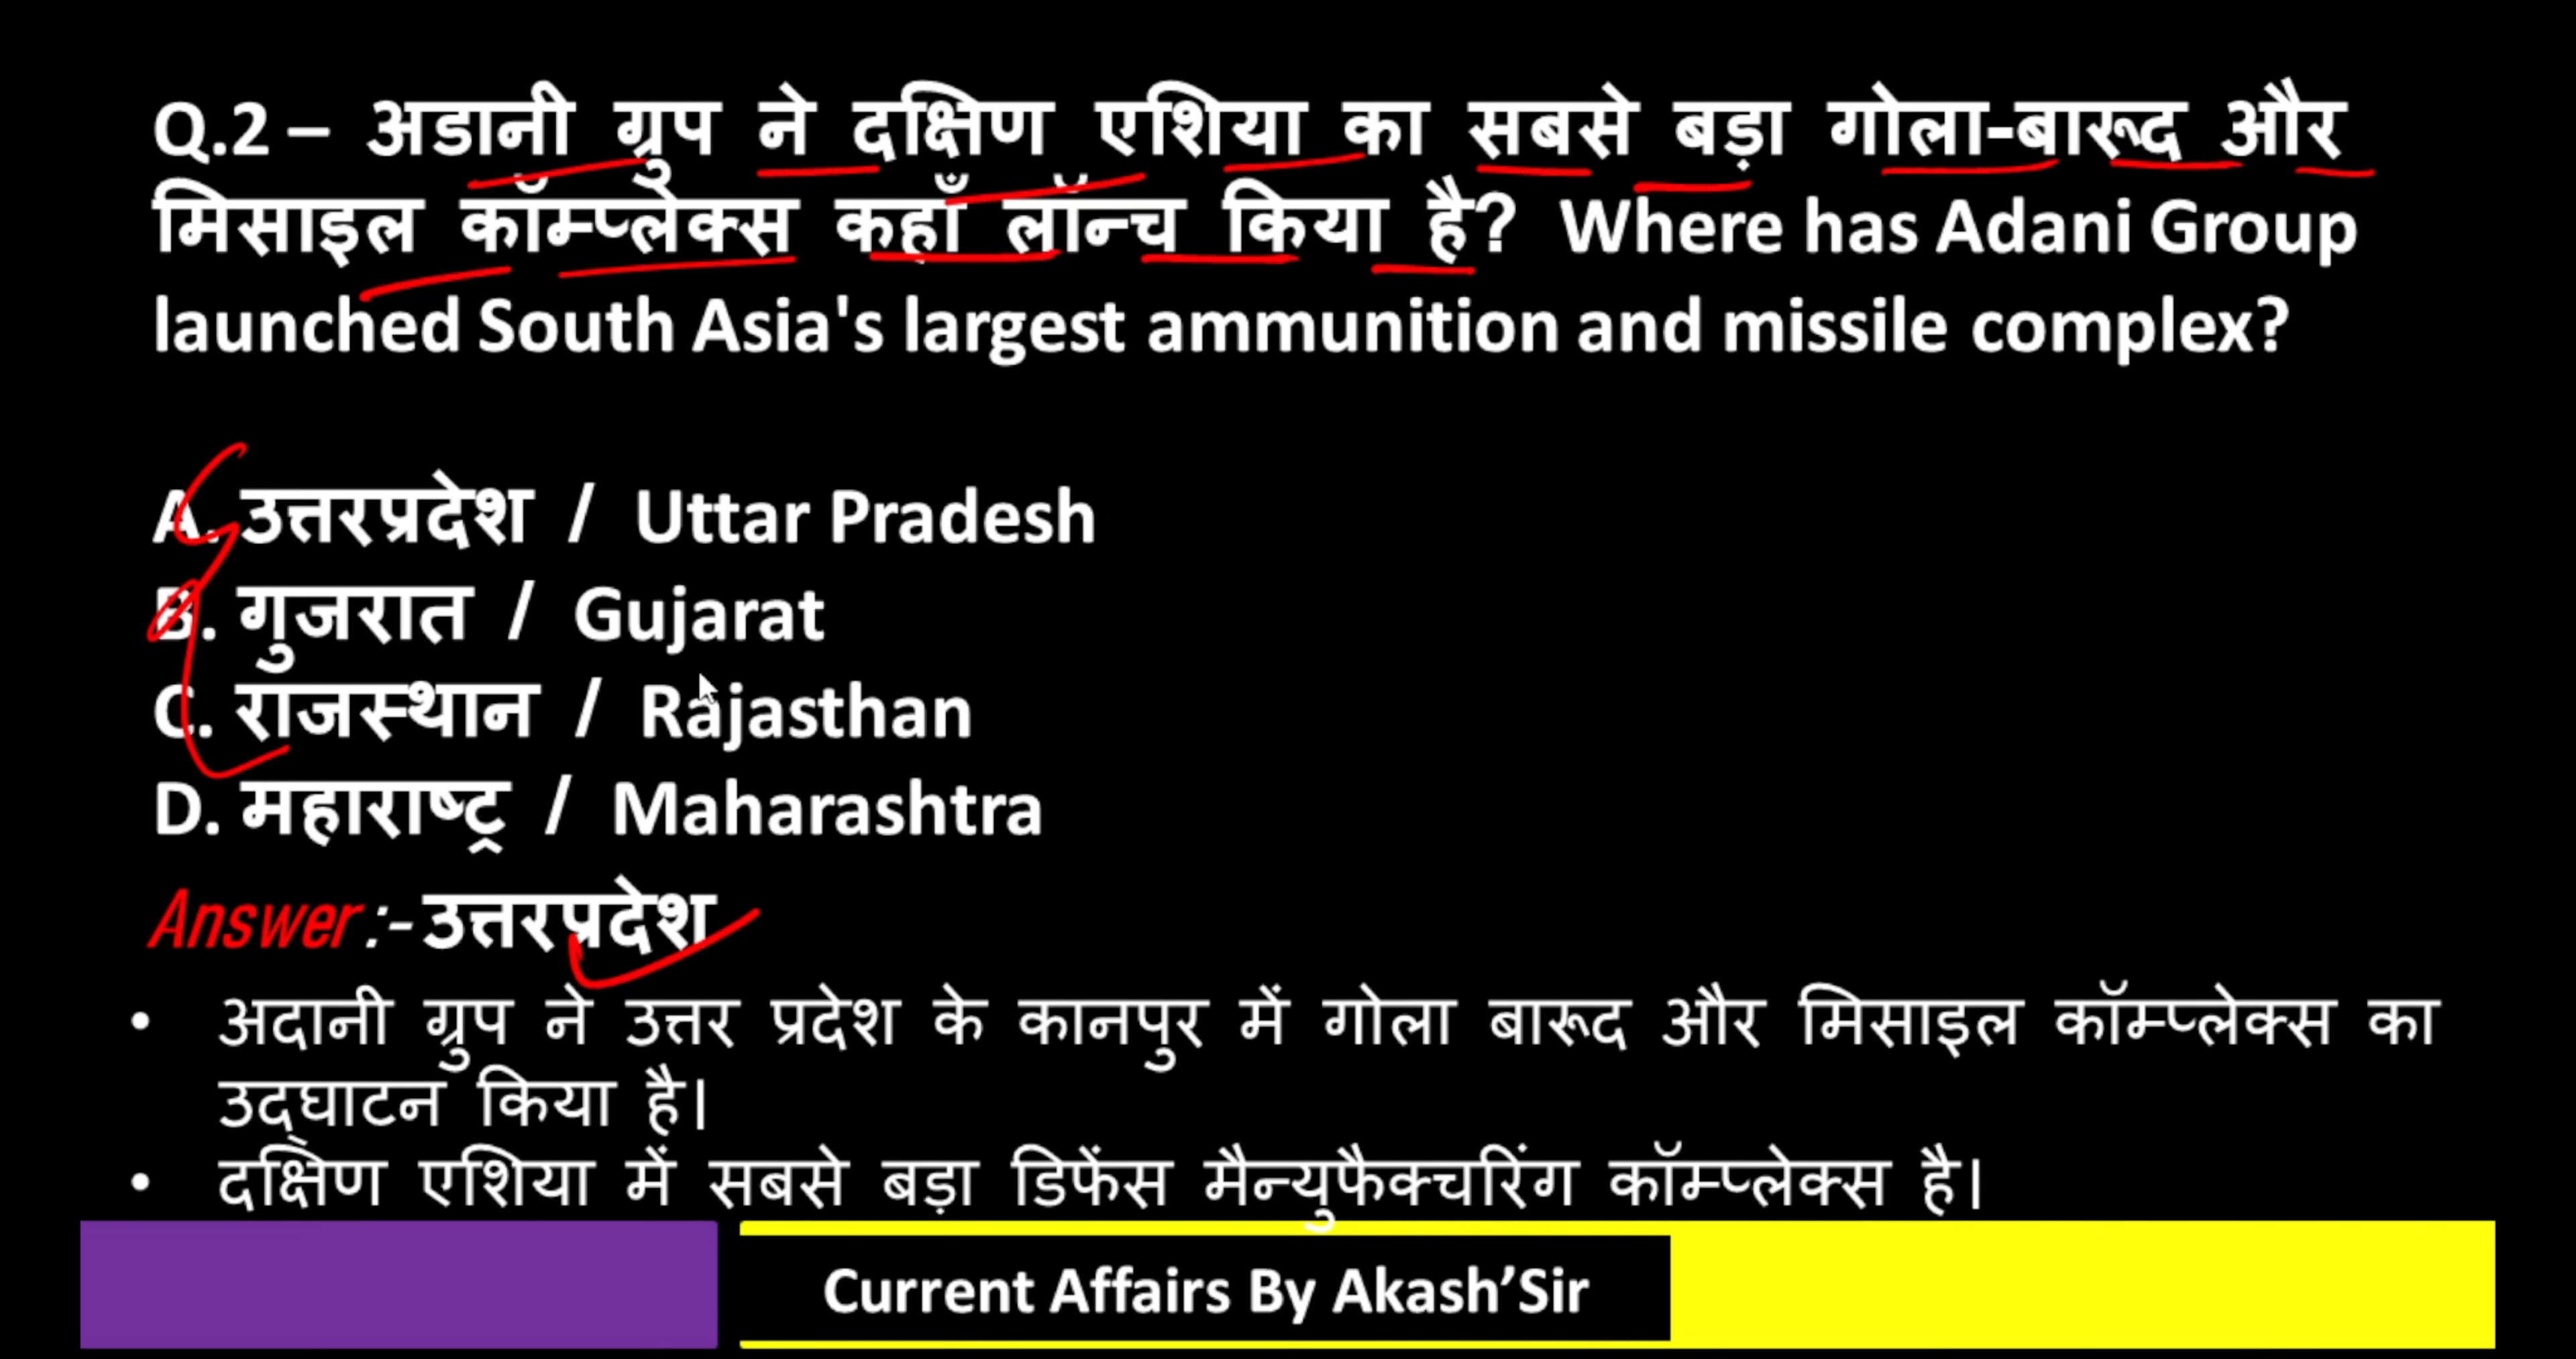 Q.2 – अडानी ग्रुप ने दक्षिण एशिया का सबसे बड़ा गोला-बारूद और
मिसाइल कॉम्प्लेक्स कहाँ लॉन्च किया है? Where has Adani Group
launched South Asia's largest ammunition and missile complex?
A. उत्तरप्रदेश / Uttar Pradesh
B. गुजरात / Gujarat
C. राजस्थान / Rajasthan
D. महाराष्ट्र / Maharashtra
Answer :- उत्तरप्रदेश
• अदानी ग्रुप ने उत्तर प्रदेश के कानपुर में गोला बारूद और मिसाइल कॉम्प्लेक्स का
उद्घाटन किया है।
• दक्षिण एशिया में सबसे बड़ा डिफेंस मैन्युफैक्चरिंग कॉम्प्लेक्स है।
Current Affairs By Akash’Sir